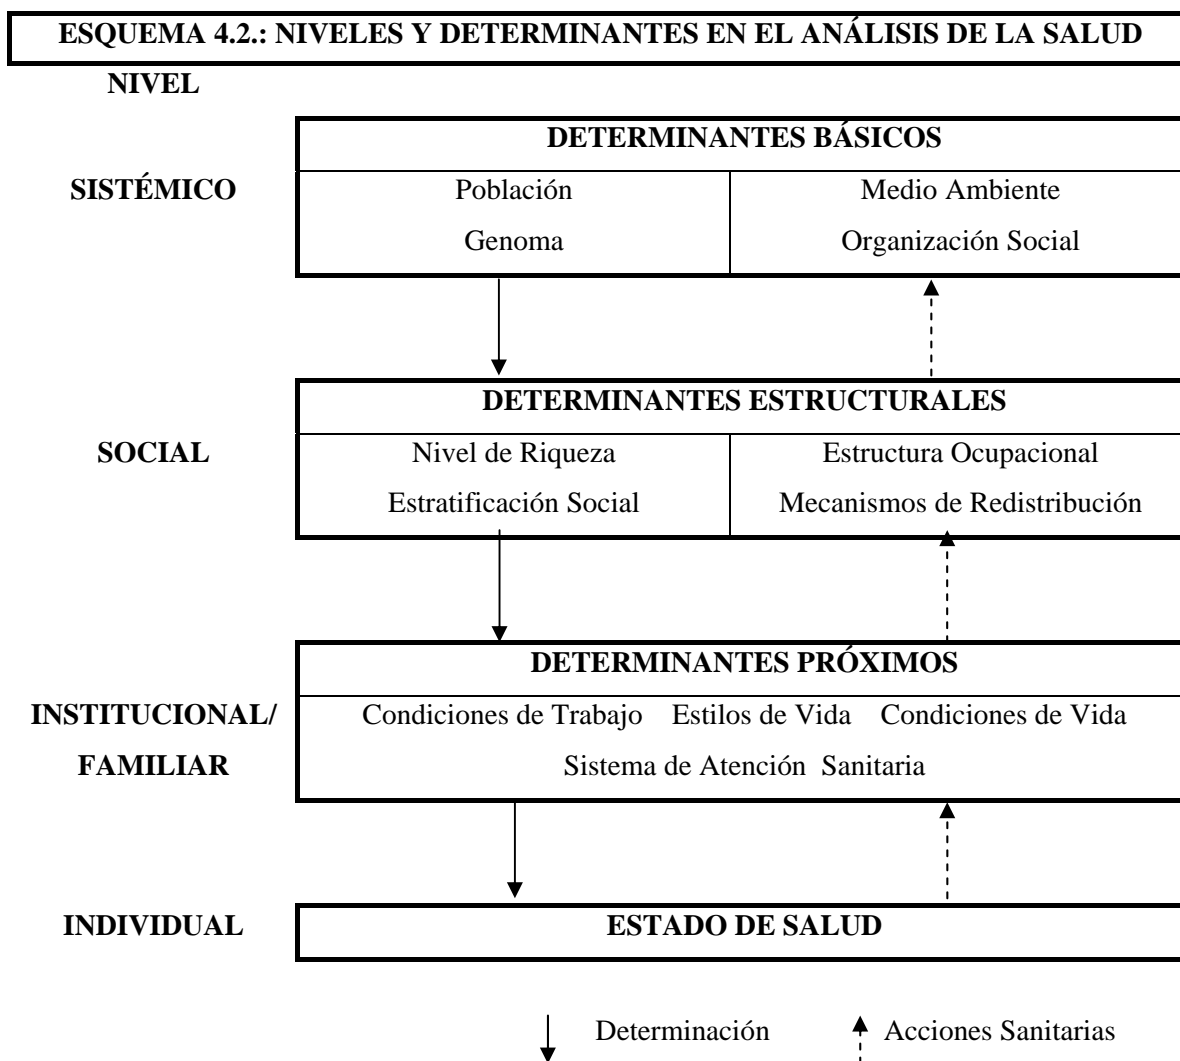 ESQUEMA 4.2.: NIVELES Y DETERMINANTES EN EL ANÁLISIS DE LA SALUD
NIVEL
DETERMINANTES BÁSICOS
SISTÉMICO
Población
Medio Ambiente
Genoma
Organización Social
DETERMINANTES ESTRUCTURALES
SOCIAL
Nivel de Riqueza
Estructura Ocupacional
Estratificación Social
Mecanismos de Redistribución
DETERMINANTES PRÓXIMOS
INSTITUCIONAL/
FAMILIAR
Condiciones de Trabajo Estilos de Vida Condiciones de Vida
Sistema de Atención Sanitaria
INDIVIDUAL
ESTADO DE SALUD
Determinación
Acciones Sanitarias